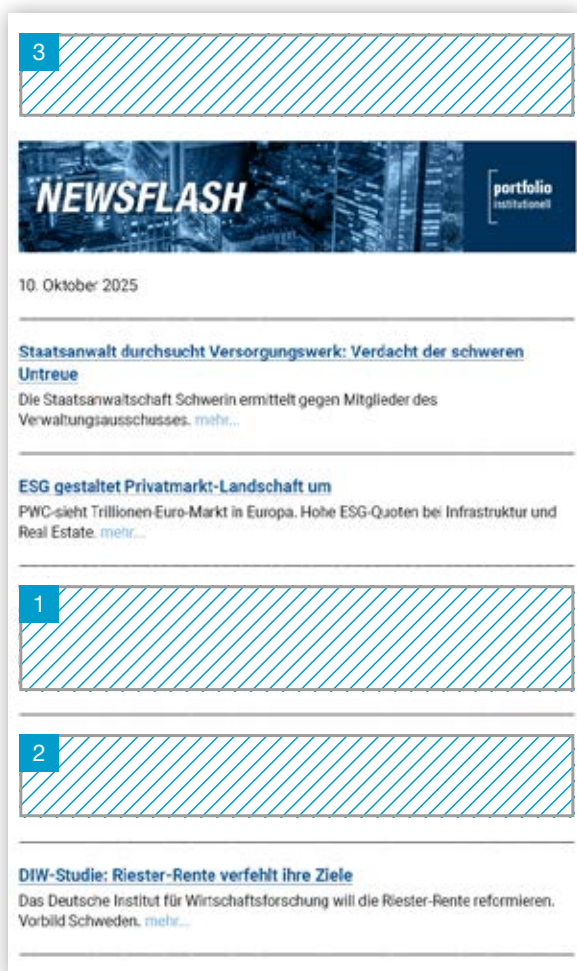 3
NEWSFLASH
portfolio
institutionell
10. Oktober 2025
Staatsanwalt durchsucht Versorgungswerk: Verdacht der schweren
Untreue
Die Staatsanwaltschaft Schwerin ermittelt gegen Mitglieder des
Verwaltungsausschusses. mehr...
ESG gestaltet Privatmarkt-Landschaft um
PWC-sieht Trillionen-Euro-Markt in Europa. Hohe ESG-Quoten bei Infrastruktur und
Real Estate. mehr...
1
2
DIW-Studie: Riester-Rente verfehlt ihre Ziele
Das Deutsche Institut für Wirtschaftsforschung will die Riester-Rente reformieren.
Vorbild Schweden. mehr...